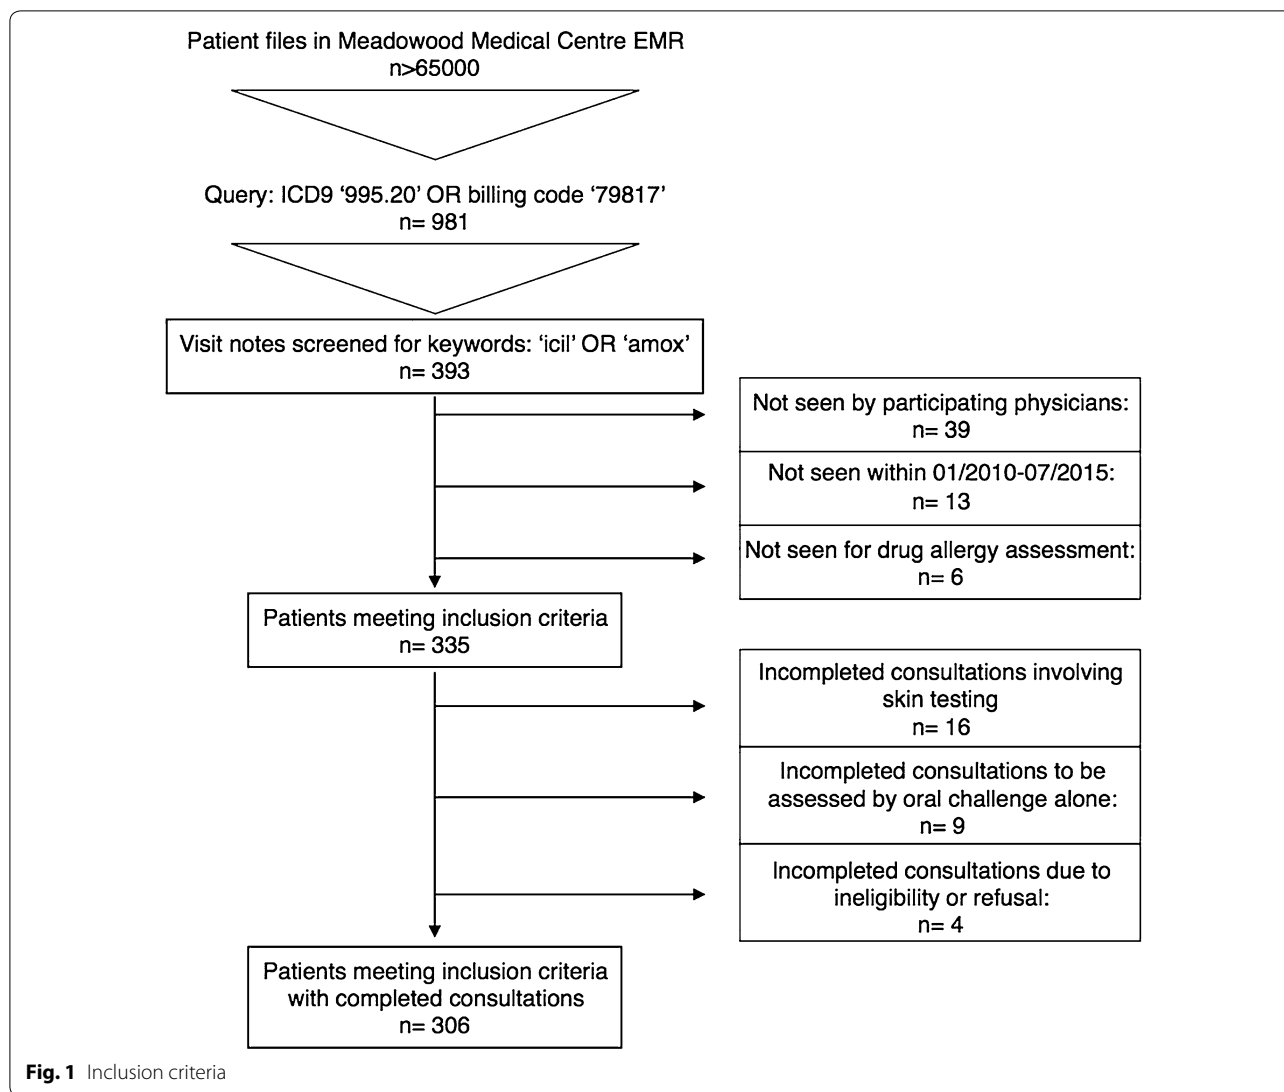 Patient files in Meadowood Medical Centre EMR
n>65000
Query: ICD9 ‘995.20’ OR billing code ‘79817’
n= 981
Visit notes screened for keywords: ‘icil’ OR ‘amox’
n= 393
Not seen by participating physicians:
n= 39
Not seen within 01/2010-07/2015:
n= 13
Not seen for drug allergy assessment:
n= 6
Patients meeting inclusion criteria
n= 335
Incompleted consultations involving
skin testing
n= 16
Incompleted consultations to be
assessed by oral challenge alone:
n= 9
Incompleted consultations due to
ineligibility or refusal:
n= 4
Patients meeting inclusion criteria
with completed consultations
n= 306
Fig. 1 Inclusion criteria